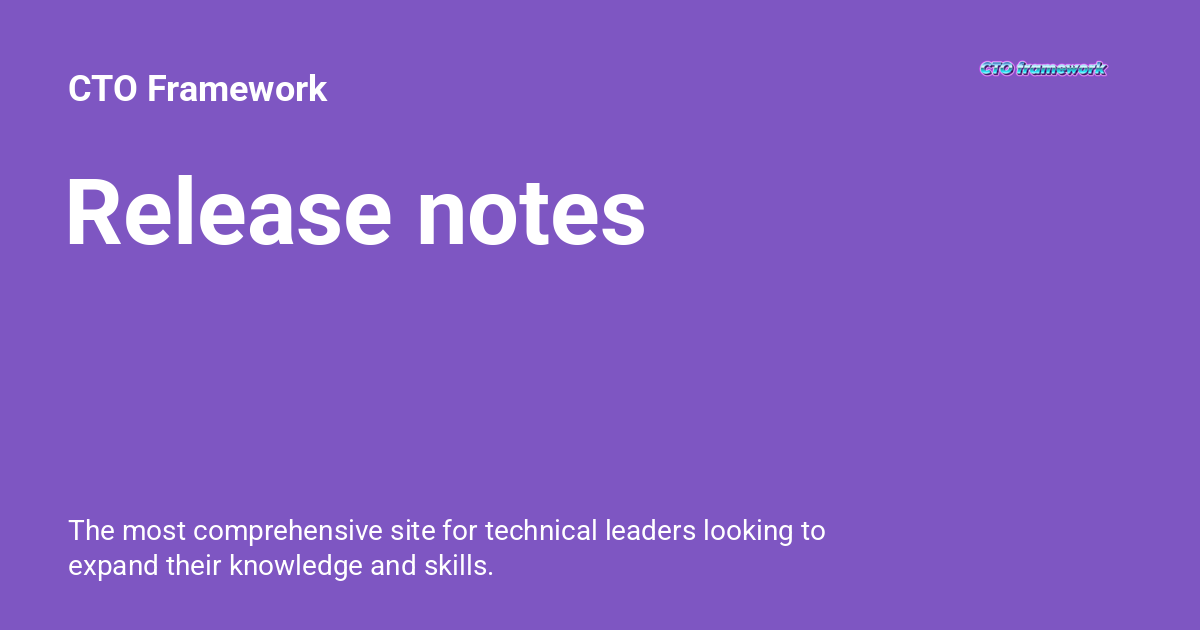 CTO Framework
CTO framework
Release notes
The most comprehensive site for technical leaders looking to
expand their knowledge and skills.